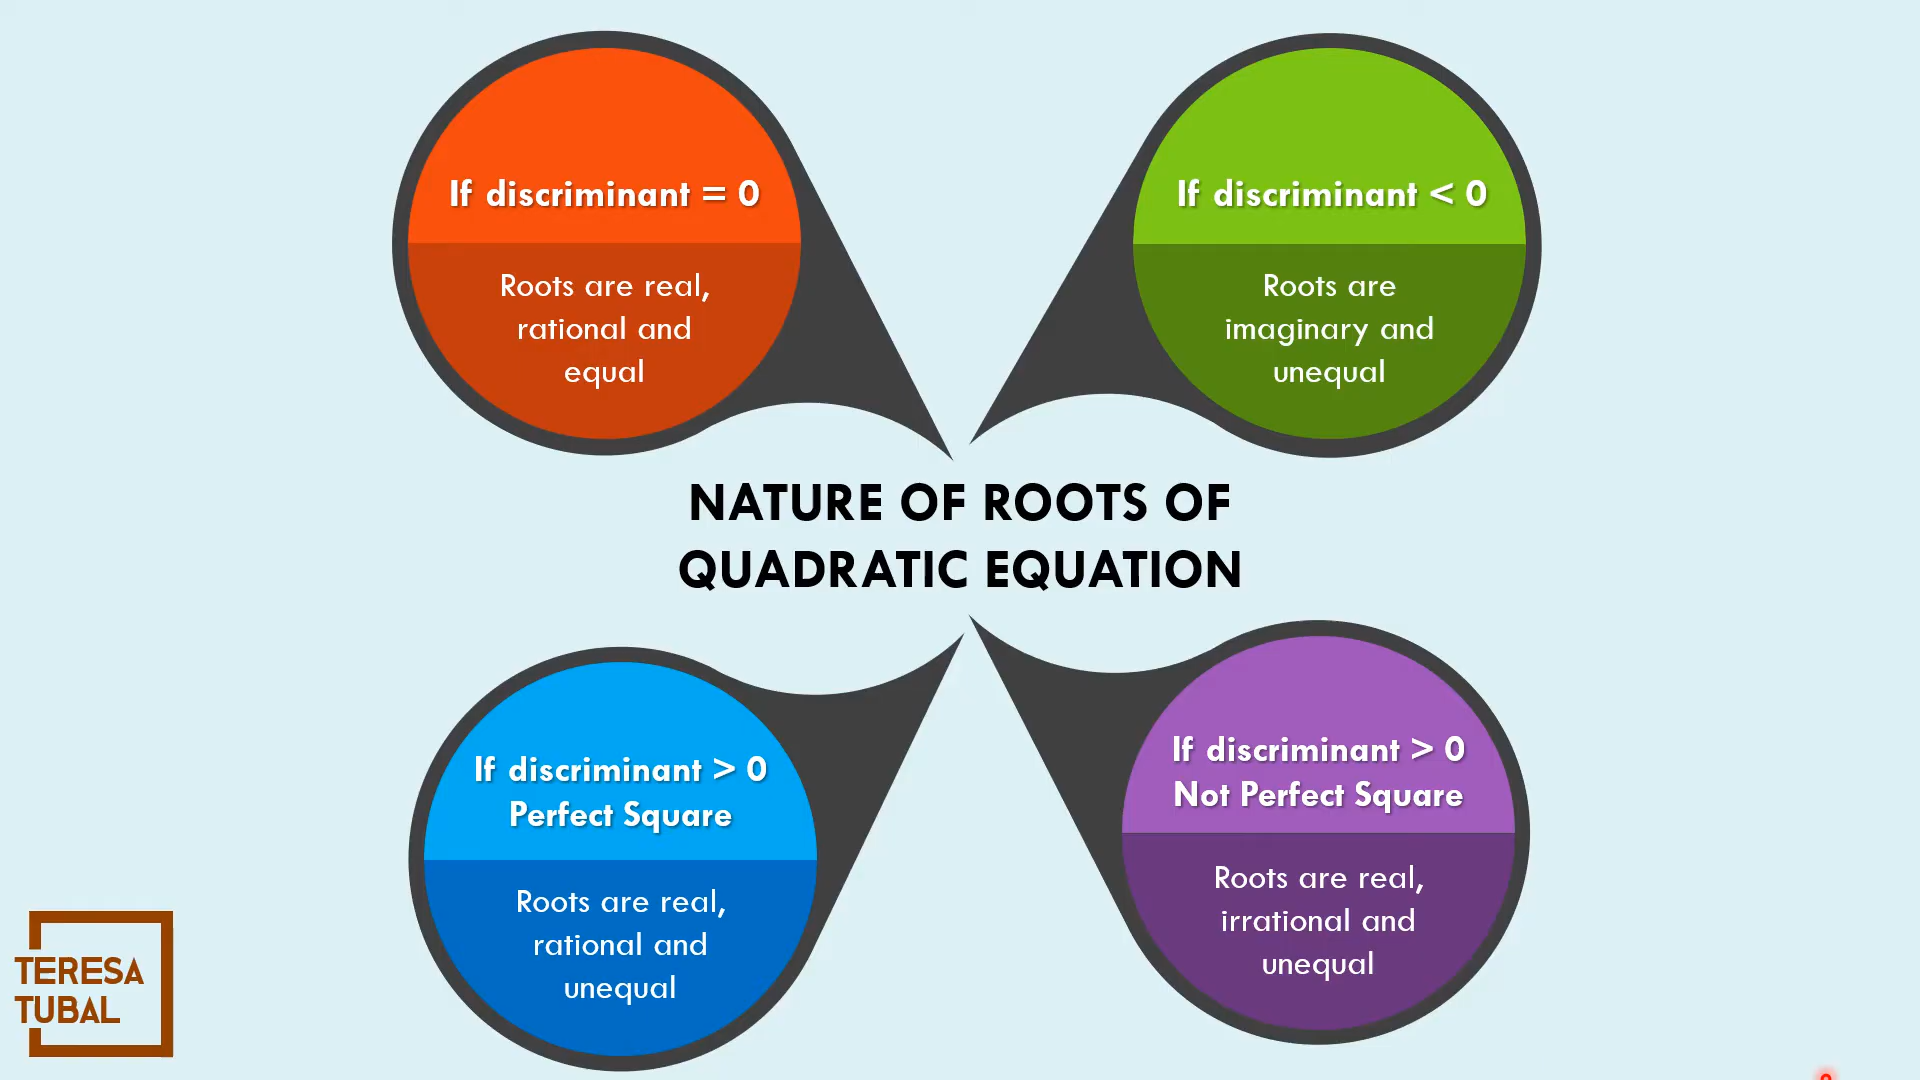 If discriminant = 0
Roots are real,
rational and
equal
If discriminant < 0
Roots are
imaginary and
unequal
NATURE OF ROOTS OF
QUADRATIC EQUATION
If discriminant > 0
Perfect Square
Roots are real,
rational and
unequal
If discriminant > 0
Not Perfect Square
Roots are real,
irrational and
unequal
TERESA
TUBAL